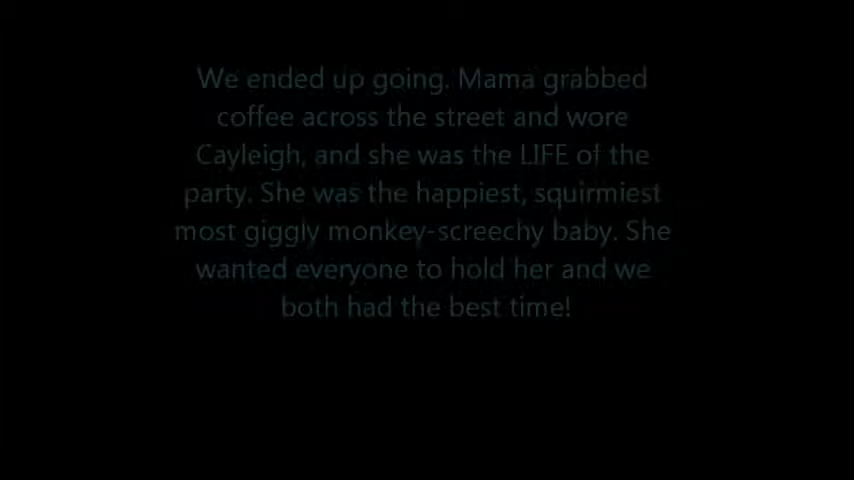 We ended up going. Mama grabbed
coffee across the street and wore
Cayleigh, and she was the LIFE of the
party. She was the happiest, squirmiest
most giggly monkey-screechy baby. She
wanted everyone to hold her and we
both had the best time!